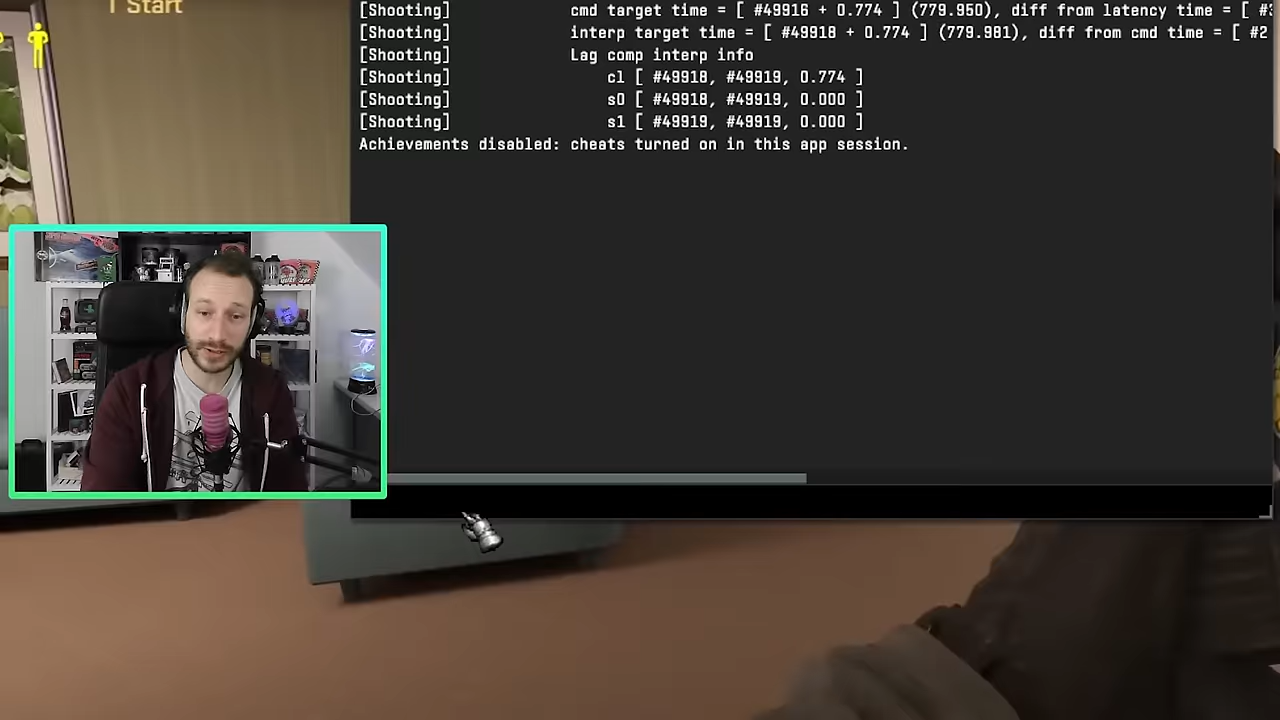 T Start
[Shooting] cmd target time = [ #49916 + 0.774 ] (779.950), diff from latency time = [ #3
[Shooting] interp target time = [ #49918 + 0.774 ] (779.981), diff from cmd time = [ #2
[Shooting] Lag comp interp info
[Shooting] cl [ #49918, #49919, 0.774 ]
[Shooting] s0 [ #49918, #49919, 0.000 ]
[Shooting] s1 [ #49919, #49919, 0.000 ]
Achievements disabled: cheats turned on in this app session.